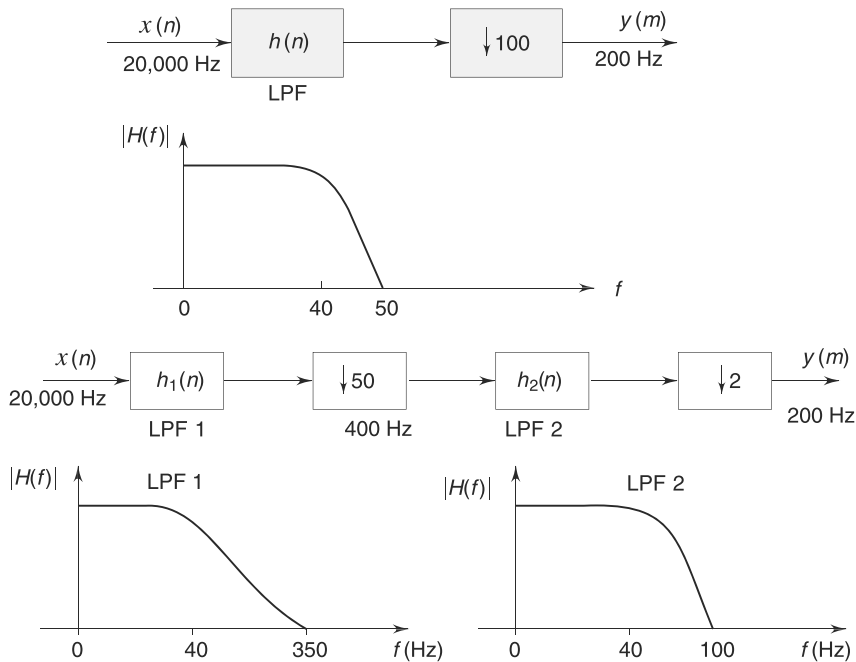 x(n) y(m)
h(n) ↓100
20,000 Hz 200 Hz
LPF
|H(f)|
f
0 40 50
x(n) y(m)
h1(n) ↓50 h2(n) ↓2
20,000 Hz 200 Hz
LPF 1 400 Hz LPF 2
|H(f)| LPF 1 |H(f)| LPF 2
0 40 350 f(Hz) 0 40 100 f(Hz)